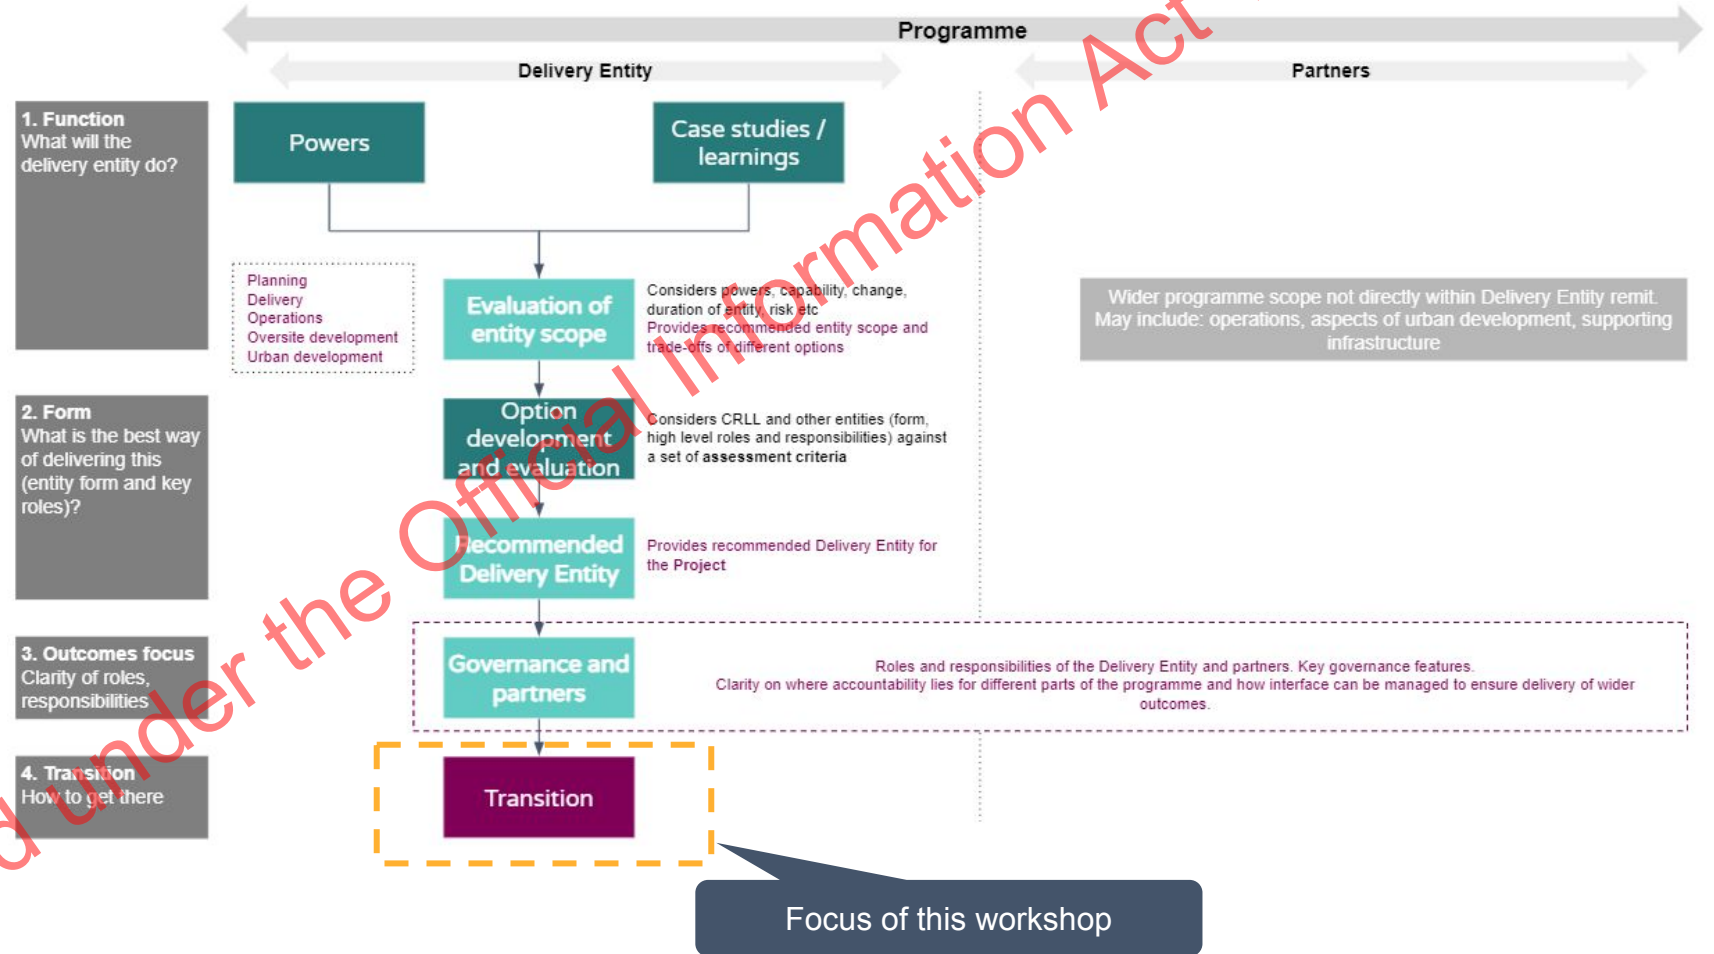 Programme
Delivery Entity
Partners
1. Function
What will the
delivery entity do?
Powers
Case studies /
learnings
Planning
Delivery
Operations
Oversite development
Urban development
Evaluation of
entity scope
Considers powers, capability, change,
duration of entity, risk etc
Provides recommended entity scope and
trade-offs of different options
Wider programme scope not directly within Delivery Entity remit.
May include: operations, aspects of urban development, supporting
infrastructure
2. Form
What is the best way
of delivering this
(entity form and key
roles)?
Option
development
and evaluation
Considers CRLL and other entities (form,
high level roles and responsibilities) against
a set of assessment criteria
Recommended
Delivery Entity
Provides recommended Delivery Entity for
the Project
3. Outcomes focus
Clarity of roles,
responsibilities
Governance and
partners
Roles and responsibilities of the Delivery Entity and partners. Key governance features.
Clarity on where accountability lies for different parts of the programme and how interface can be managed to ensure delivery of wider
outcomes.
4. Transition
How to get there
Transition
Focus of this workshop
under the Official Information Act